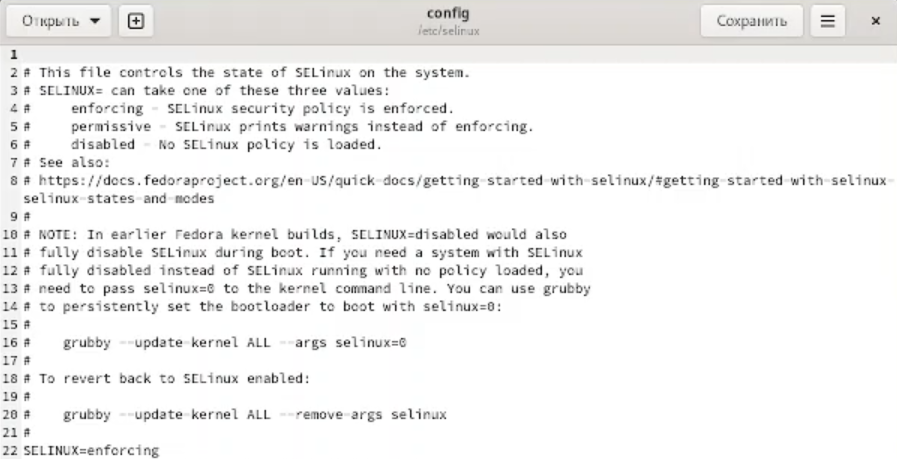 Открыть
config
/etc/selinux
Сохранить
1
2 # This file controls the state of SELinux on the system.
3 # SELINUX= can take one of these three values:
4 #     enforcing - SELinux security policy is enforced.
5 #     permissive - SELinux prints warnings instead of enforcing.
6 #     disabled - No SELinux policy is loaded.
7 # See also:
8 # https://docs.fedoraproject.org/en-US/quick-docs/getting-started-with-selinux/#getting-started-with-selinux-
selinux-states-and-modes
9 #
10 # NOTE: In earlier Fedora kernel builds, SELINUX=disabled would also
11 # fully disable SELinux during boot. If you need a system with SELinux
12 # fully disabled instead of SELinux running with no policy loaded, you
13 # need to pass selinux=0 to the kernel command line. You can use grubby
14 # to persistently set the bootloader to boot with selinux=0:
15 #
16 #    grubby --update-kernel ALL --args selinux=0
17 #
18 # To revert back to SELinux enabled:
19 #
20 #    grubby --update-kernel ALL --remove-args selinux
21 #
22 SELINUX=enforcing